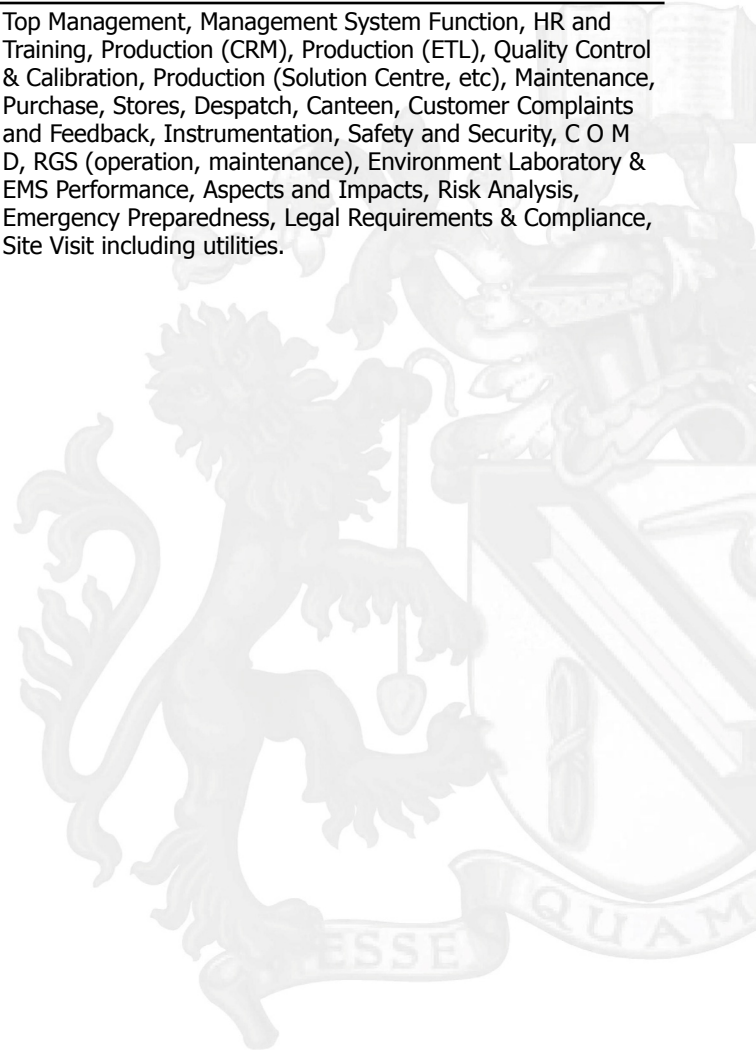 Top Management, Management System Function, HR and
Training, Production (CRM), Production (ETL), Quality Control
& Calibration, Production (Solution Centre, etc), Maintenance,
Purchase, Stores, Despatch, Canteen, Customer Complaints
and Feedback, Instrumentation, Safety and Security, C O M
D, RGS (operation, maintenance), Environment Laboratory &
EMS Performance, Aspects and Impacts, Risk Analysis,
Emergency Preparedness, Legal Requirements & Compliance,
Site Visit including utilities.
ESSE QUAM